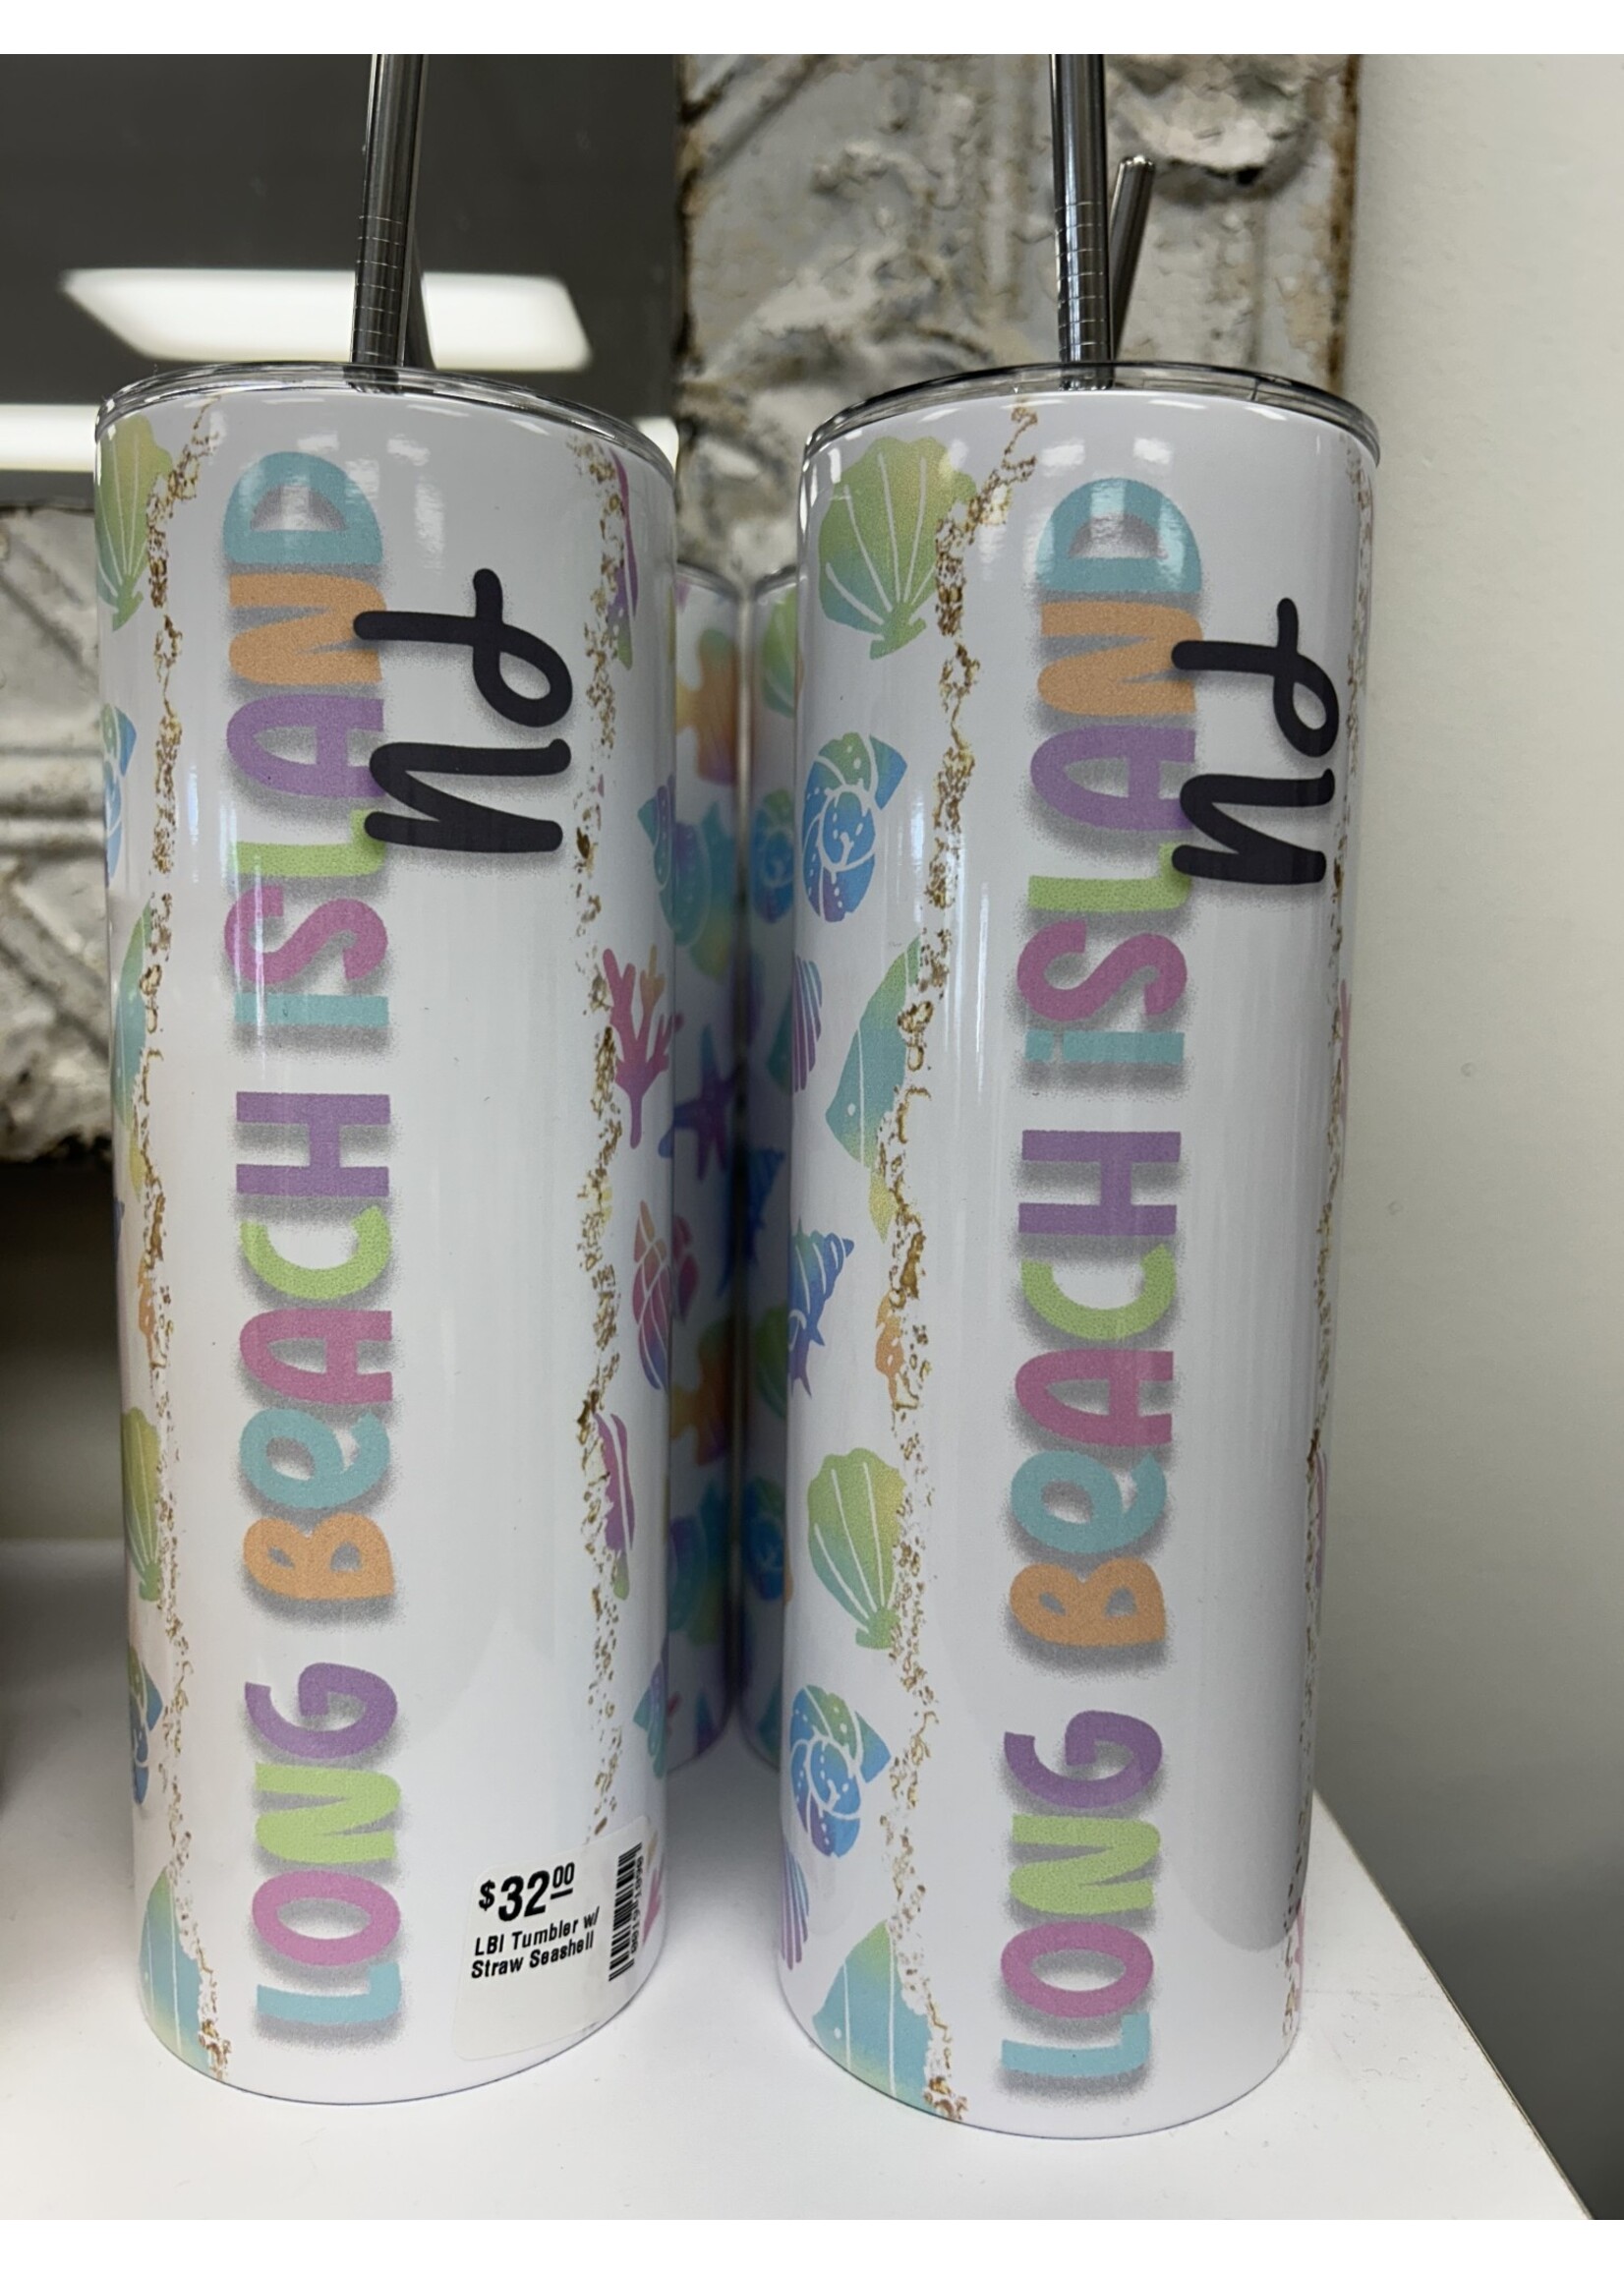 LONG BeACH iSLAND
nJ
$32.00
LBI Tumbler w/
Straw Seashell
LONG BeACH iSLAND
nJ